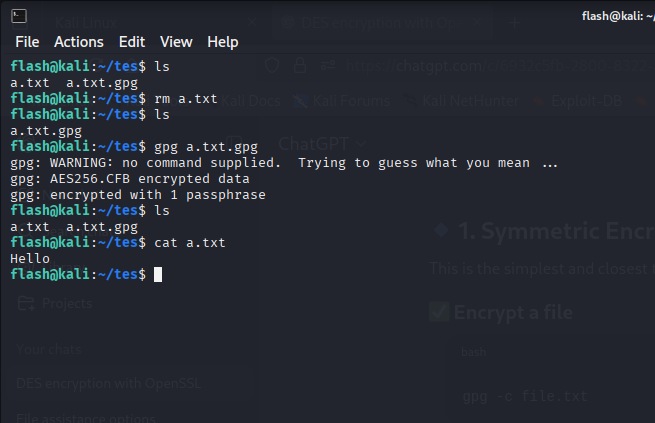 flash@kali: ~/
Kali Linux
DES encryption with Op
File Actions Edit View Help
flash@kali:~/tes$ ls
a.txt a.txt.gpg
flash@kali:~/tes$ rm a.txt
flash@kali:~/tes$ ls
a.txt.gpg
flash@kali:~/tes$ gpg a.txt.gpg
gpg: WARNING: no command supplied. Trying to guess what you mean ...
gpg: AES256.CFB encrypted data
gpg: encrypted with 1 passphrase
flash@kali:~/tes$ ls
a.txt a.txt.gpg
flash@kali:~/tes$ cat a.txt
Hello
flash@kali:~/tes$
https://chatgpt.com
Kali Docs Kali Forums Kali NetHunter Exploit-DB
ChatGPT
1. Symmetric Encr
This is the simplest and closest t
Encrypt a file
bash
gpg -c file.txt
Projects
Your chats
DES encryption with OpenSSL
File assistance options